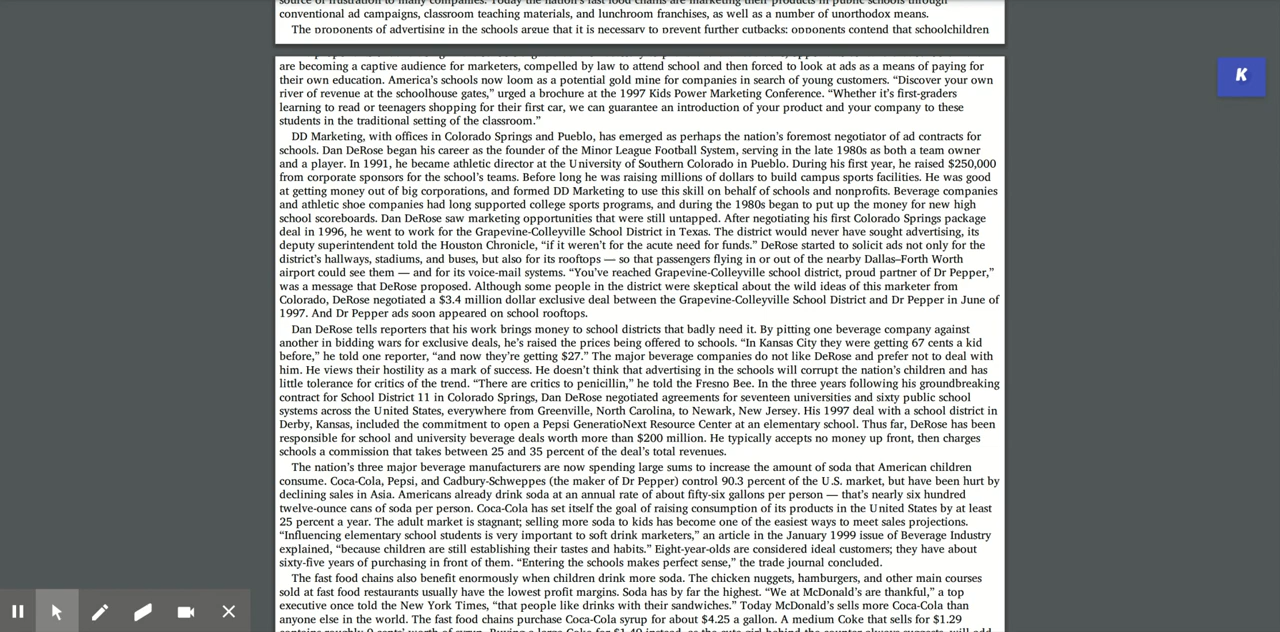 source of frustration to many companies. Today the nation's fast food chains are marketing their products in public schools through
conventional ad campaigns, classroom teaching materials, and lunchroom franchises, as well as a number of unorthodox means.
The proponents of advertising in the schools argue that it is necessary to prevent further cutbacks; opponents contend that schoolchildren
are becoming a captive audience for marketers, compelled by law to attend school and then forced to look at ads as a means of paying for
their own education. America's schools now loom as a potential gold mine for companies in search of young customers. “Discover your own
river of revenue at the schoolhouse gates,” urged a brochure at the 1997 Kids Power Marketing Conference. “Whether it's first-graders
learning to read or teenagers shopping for their first car, we can guarantee an introduction of your product and your company to these
students in the traditional setting of the classroom.”
DD Marketing, with offices in Colorado Springs and Pueblo, has emerged as perhaps the nation's foremost negotiator of ad contracts for
schools. Dan DeRose began his career as the founder of the Minor League Football System, serving in the late 1980s as both a team owner
and a player. In 1991, he became athletic director at the University of Southern Colorado in Pueblo. During his first year, he raised $250,000
from corporate sponsors for the school's teams. Before long he was raising millions of dollars to build campus sports facilities. He was good
at getting money out of big corporations, and formed DD Marketing to use this skill on behalf of schools and nonprofits. Beverage companies
and athletic shoe companies had long supported college sports programs, and during the 1980s began to put up the money for new high
school scoreboards. Dan DeRose saw marketing opportunities that were still untapped. After negotiating his first Colorado Springs package
deal in 1996, he went to work for the Grapevine-Colleyville School District in Texas. The district would never have sought advertising, its
deputy superintendent told the Houston Chronicle, “if it weren't for the acute need for funds.” DeRose started to solicit ads not only for the
district's hallways, stadiums, and buses, but also for its rooftops — so that passengers flying in or out of the nearby Dallas–Forth Worth
airport could see them — and for its voice-mail systems. “You've reached Grapevine-Colleyville school district, proud partner of Dr Pepper,”
was a message that DeRose proposed. Although some people in the district were skeptical about the wild ideas of this marketer from
Colorado, DeRose negotiated a $3.4 million dollar exclusive deal between the Grapevine-Colleyville School District and Dr Pepper in June of
1997. And Dr Pepper ads soon appeared on school rooftops.
Dan DeRose tells reporters that his work brings money to school districts that badly need it. By pitting one beverage company against
another in bidding wars for exclusive deals, he's raised the prices being offered to schools. “In Kansas City they were getting 67 cents a kid
before,” he told one reporter, “and now they're getting $27.” The major beverage companies do not like DeRose and prefer not to deal with
him. He views their hostility as a mark of success. He doesn't think that advertising in the schools will corrupt the nation's children and has
little tolerance for critics of the trend. “There are critics to penicillin,” he told the Fresno Bee. In the three years following his groundbreaking
contract for School District 11 in Colorado Springs, Dan DeRose negotiated agreements for seventeen universities and sixty public school
systems across the United States, everywhere from Greenville, North Carolina, to Newark, New Jersey. His 1997 deal with a school district in
Derby, Kansas, included the commitment to open a Pepsi GeneratioNext Resource Center at an elementary school. Thus far, DeRose has been
responsible for school and university beverage deals worth more than $200 million. He typically accepts no money up front, then charges
schools a commission that takes between 25 and 35 percent of the deal's total revenues.
The nation's three major beverage manufacturers are now spending large sums to increase the amount of soda that American children
consume. Coca-Cola, Pepsi, and Cadbury-Schweppes (the maker of Dr Pepper) control 90.3 percent of the U.S. market, but have been hurt by
declining sales in Asia. Americans already drink soda at an annual rate of about fifty-six gallons per person — that's nearly six hundred
twelve-ounce cans of soda per person. Coca-Cola has set itself the goal of raising consumption of its products in the United States by at least
25 percent a year. The adult market is stagnant; selling more soda to kids has become one of the easiest ways to meet sales projections.
“Influencing elementary school students is very important to soft drink marketers,” an article in the January 1999 issue of Beverage Industry
explained, “because children are still establishing their tastes and habits.” Eight-year-olds are considered ideal customers; they have about
sixty-five years of purchasing in front of them. “Entering the schools makes perfect sense,” the trade journal concluded.
The fast food chains also benefit enormously when children drink more soda. The chicken nuggets, hamburgers, and other main courses
sold at fast food restaurants usually have the lowest profit margins. Soda has by far the highest. “We at McDonald's are thankful,” a top
executive once told the New York Times, “that people like drinks with their sandwiches.” Today McDonald's sells more Coca-Cola than
anyone else in the world. The fast food chains purchase Coca-Cola syrup for about $4.25 a gallon. A medium Coke that sells for $1.29
K